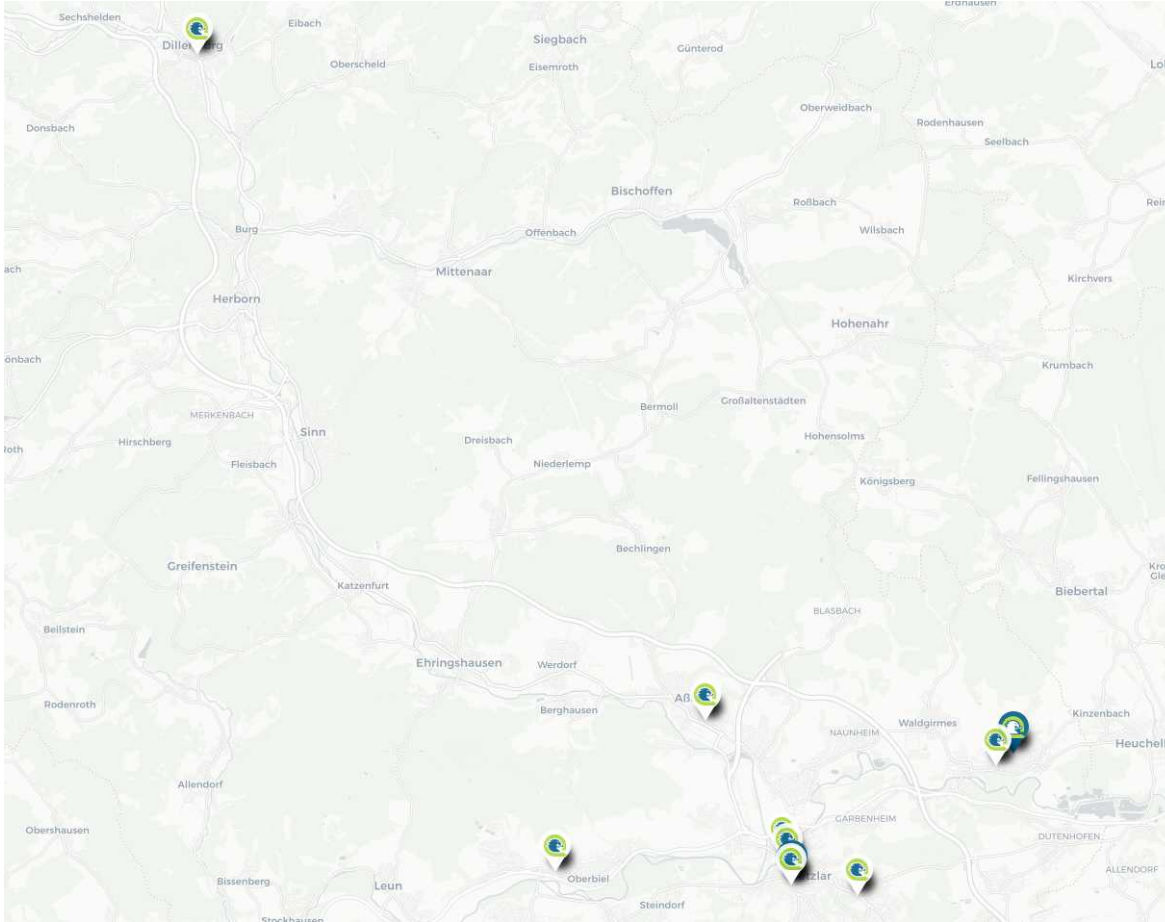 Erdhausen
Sechshelden
Eibach
Siegbach
Günterod
Oberscheld
Eisemroth
Oberweidbach
Donsbach
Rodenhausen
Seelbach
Bischoffen
Roßbach
Burg
Offenbach
Wilsbach
Mittenaar
Kirchvers
Herborn
Hohenahr
Krumbach
Großaltenstädten
Bermoll
MERKENBACH
Sinn
Hirschberg
Dreisbach
Hohensolms
Fleisbach
Niederlemp
Königsberg
Fellingshausen
Bechlingen
Greifenstein
Katzenfurt
Biebertal
BLASBACH
Beilstein
Ehringshausen
Werdorf
Rodenroth
Berghausen
Waldgirmes
Kinzenbach
NAUNHEIM
Allendorf
GARBENHEIM
Obershausen
DUTENHOFEN
Oberbiel
ALLENDORF
Bissenberg
Leun
Steindorf
Stockhausen